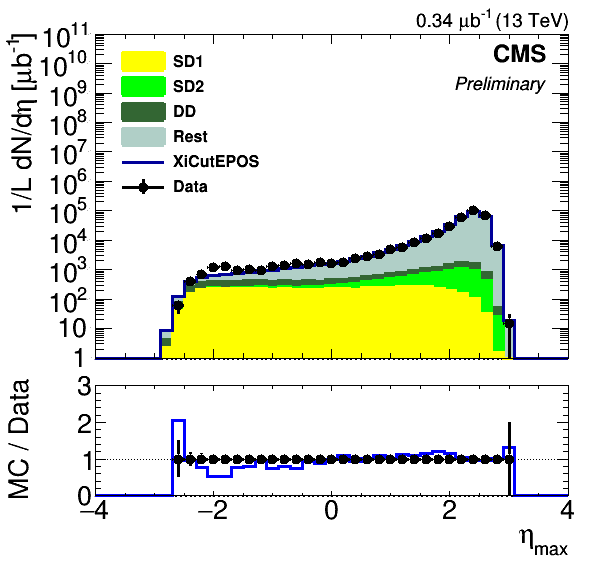 0.34 μb⁻¹ (13 TeV)
CMS
Preliminary
1/L dN/dη [μb⁻¹]
10¹¹
10¹⁰
10⁹
10⁸
10⁷
10⁶
10⁵
10⁴
10³
10²
10
1
SD1
SD2
DD
Rest
XiCutEPOS
Data
MC / Data
3
2
1
0
−4 −2 0 2 4
η_max